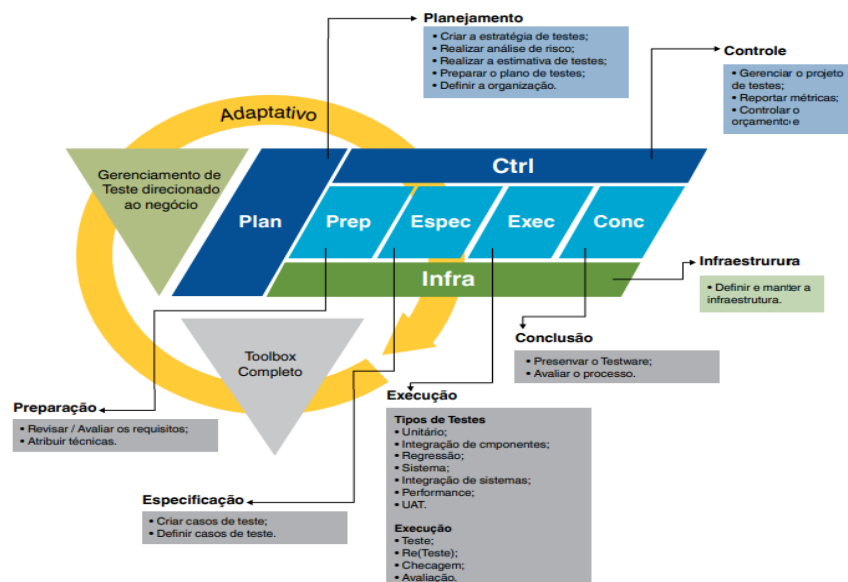 Planejamento
• Criar a estratégia de testes;
• Realizar análise de risco;
• Realizar a estimativa de testes;
• Preparar o plano de testes;
• Definir a organização.
Controle
• Gerenciar o projeto
de testes;
• Reportar métricas;
• Controlar o
orçamento e
Adaptativo
Gerenciamento de
Teste direcionado
ao negócio
Plan
Ctrl
Prep
Espec
Exec
Conc
Infra
Infraestrurura
• Definir e manter a
infraestrutura.
Toolbox
Completo
Conclusão
• Presenvar o Testware;
• Avaliar o processo.
Preparação
• Revisar / Avaliar os requisitos;
• Atribuir técnicas.
Execução
Tipos de Testes
• Unitário;
• Integração de cmponentes;
• Regressão;
• Sistema;
• Integração de sistemas;
• Performance;
• UAT.
Execução
• Teste;
• Re(Teste);
• Checagem;
• Avaliação.
Especificação
• Criar casos de teste;
• Definir casos de teste.